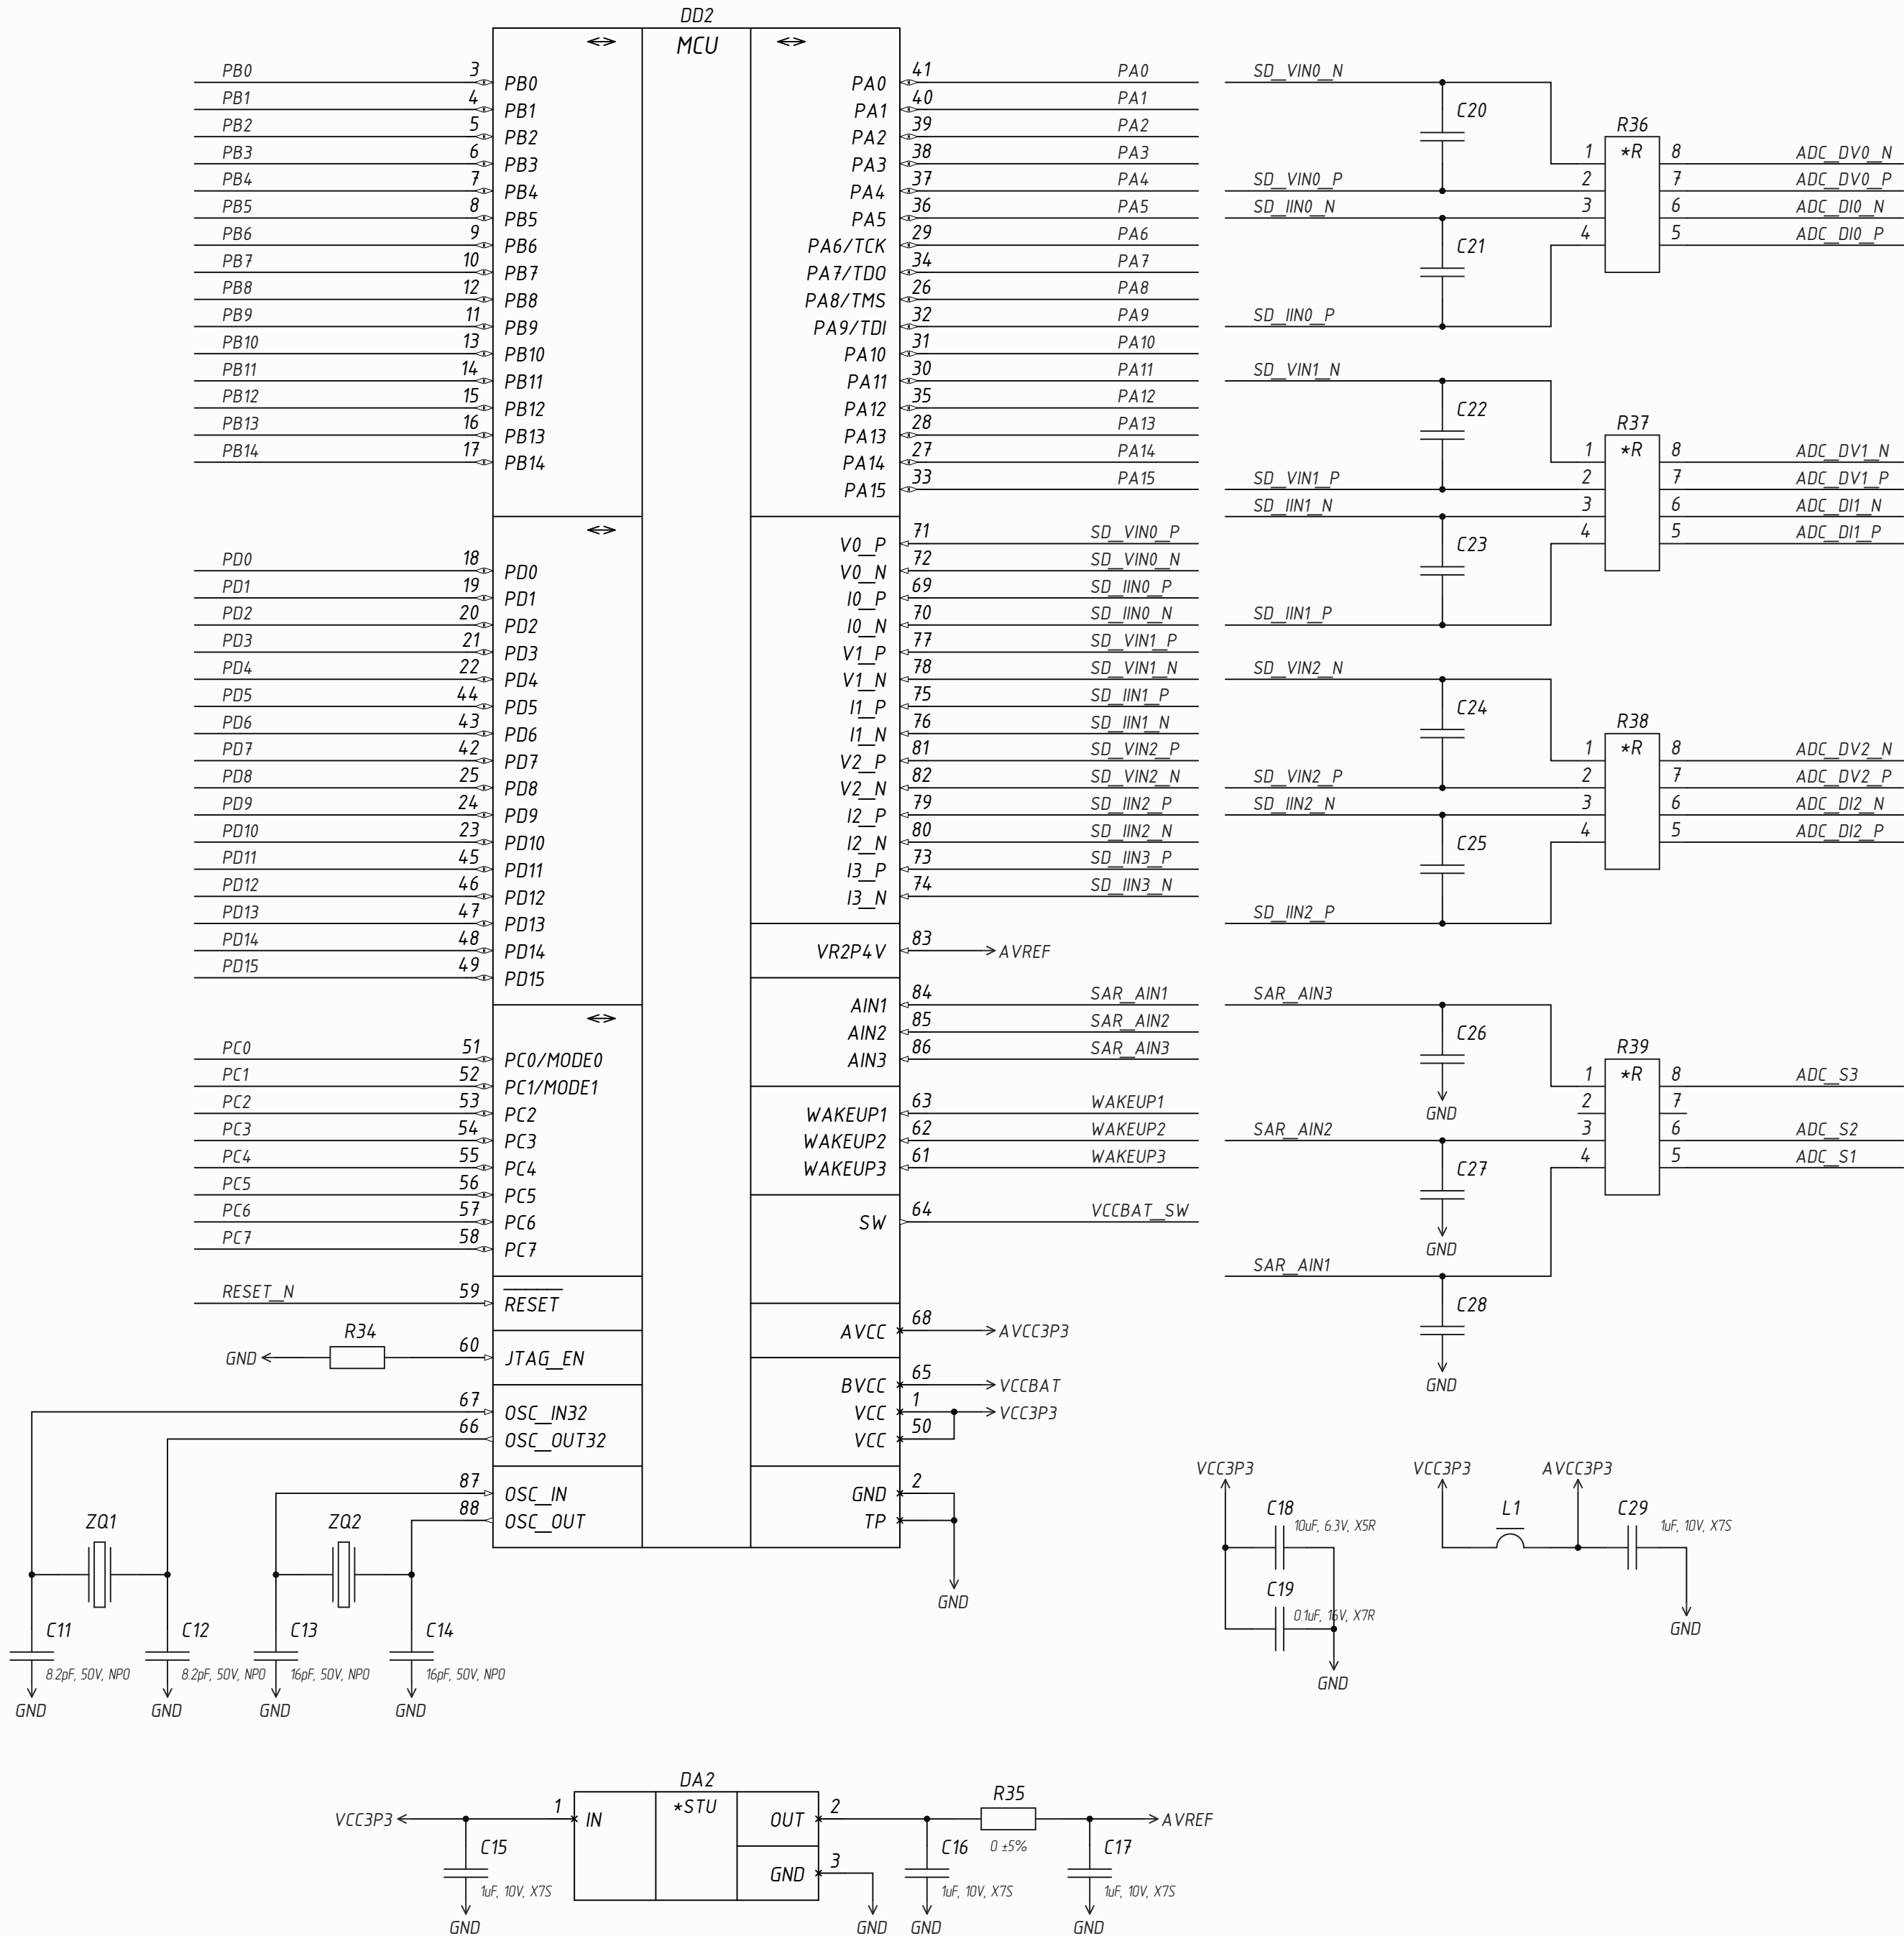 DD2
MCU
PB0 3 PB0
PB1 4 PB1
PB2 5 PB2
PB3 6 PB3
PB4 7 PB4
PB5 8 PB5
PB6 9 PB6
PB7 10 PB7
PB8 12 PB8
PB9 11 PB9
PB10 13 PB10
PB11 14 PB11
PB12 15 PB12
PB13 16 PB13
PB14 17 PB14
PD0 18 PD0
PD1 19 PD1
PD2 20 PD2
PD3 21 PD3
PD4 22 PD4
PD5 44 PD5
PD6 43 PD6
PD7 42 PD7
PD8 25 PD8
PD9 24 PD9
PD10 23 PD10
PD11 45 PD11
PD12 46 PD12
PD13 47 PD13
PD14 48 PD14
PD15 49 PD15
PC0 51 PC0/MODE0
PC1 52 PC1/MODE1
PC2 53 PC2
PC3 54 PC3
PC4 55 PC4
PC5 56 PC5
PC6 57 PC6
PC7 58 PC7
RESET_N 59 RESET
R34
GND 60 JTAG_EN
67 OSC_IN32
66 OSC_OUT32
87 OSC_IN
88 OSC_OUT
PA0 41 PA0
PA1 40 PA1
PA2 39 PA2
PA3 38 PA3
PA4 37 PA4
PA5 36 PA5
PA6/TCK 29 PA6
PA7/TDO 34 PA7
PA8/TMS 26 PA8
PA9/TDI 32 PA9
PA10 31 PA10
PA11 30 PA11
PA12 35 PA12
PA13 28 PA13
PA14 27 PA14
PA15 33 PA15
V0_P 71 SD_VIN0_P
V0_N 72 SD_VIN0_N
I0_P 69 SD_IIN0_P
I0_N 70 SD_IIN0_N
V1_P 77 SD_VIN1_P
V1_N 78 SD_VIN1_N
I1_P 75 SD_IIN1_P
I1_N 76 SD_IIN1_N
V2_P 81 SD_VIN2_P
V2_N 82 SD_VIN2_N
I2_P 79 SD_IIN2_P
I2_N 80 SD_IIN2_N
I3_P 73 SD_IIN3_P
I3_N 74 SD_IIN3_N
VR2P4V 83 AVREF
AIN1 84 SAR_AIN1
AIN2 85 SAR_AIN2
AIN3 86 SAR_AIN3
WAKEUP1 63 WAKEUP1
WAKEUP2 62 WAKEUP2
WAKEUP3 61 WAKEUP3
SW 64 VCCBAT_SW
AVCC 68 AVCC3P3
BVCC 65 VCCBAT
VCC 1 VCC3P3
VCC 50
GND 2
TP
GND
SD_VIN0_N
C20
R36
1 *R 8 ADC_DV0_N
SD_VIN0_P 2 7 ADC_DV0_P
SD_IIN0_N 3 6 ADC_DI0_N
4 5 ADC_DI0_P
C21
SD_IIN0_P
SD_VIN1_N
C22
R37
1 *R 8 ADC_DV1_N
SD_VIN1_P 2 7 ADC_DV1_P
SD_IIN1_N 3 6 ADC_DI1_N
4 5 ADC_DI1_P
C23
SD_IIN1_P
SD_VIN2_N
C24
R38
1 *R 8 ADC_DV2_N
SD_VIN2_P 2 7 ADC_DV2_P
SD_IIN2_N 3 6 ADC_DI2_N
4 5 ADC_DI2_P
C25
SD_IIN2_P
SAR_AIN3
C26
R39
1 *R 8 ADC_S3
GND 2 7
SAR_AIN2 3 6 ADC_S2
4 5 ADC_S1
C27
GND
SAR_AIN1
C28
GND
ZQ1
ZQ2
C11
8.2pF, 50V, NP0
GND
C12
8.2pF, 50V, NP0
GND
C13
16pF, 50V, NP0
GND
C14
16pF, 50V, NP0
GND
VCC3P3
C18
10uF, 6.3V, X5R
C19
0.1uF, 16V, X7R
GND
VCC3P3
L1
AVCC3P3
C29
1uF, 10V, X7S
GND
DA2
*STU
VCC3P3 1 IN
OUT 2
GND 3
R35
0 ±5%
AVREF
C15
1uF, 10V, X7S
GND
GND
C16
1uF, 10V, X7S
GND
C17
1uF, 10V, X7S
GND